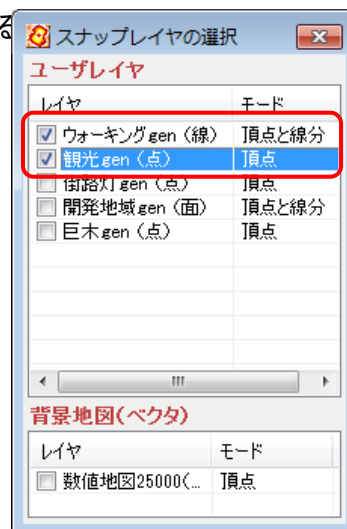 る
スナップレイヤの選択
ユーザレイヤ
レイヤ モード
ウォーキングgen（線） 頂点と線分
観光gen（点） 頂点
街路灯gen（点） 頂点
開発地域gen（面） 頂点と線分
巨木gen（点） 頂点
背景地図(ベクタ)
レイヤ モード
数値地図25000(... 頂点